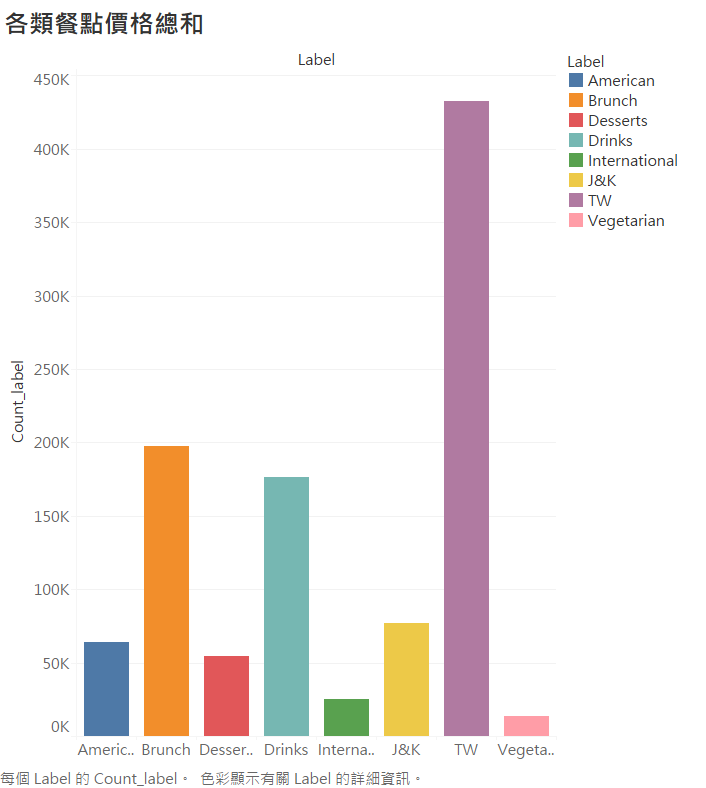 各類餐點價格總和
Label
Label
American
Brunch
Desserts
Drinks
International
J&K
TW
Vegetarian
Count_label
450K
400K
350K
300K
250K
200K
150K
100K
50K
0K
Americ.. Brunch Desser.. Drinks Interna.. J&K TW Vegeta..
每個 Label 的 Count_label。 色彩顯示有關 Label 的詳細資訊。